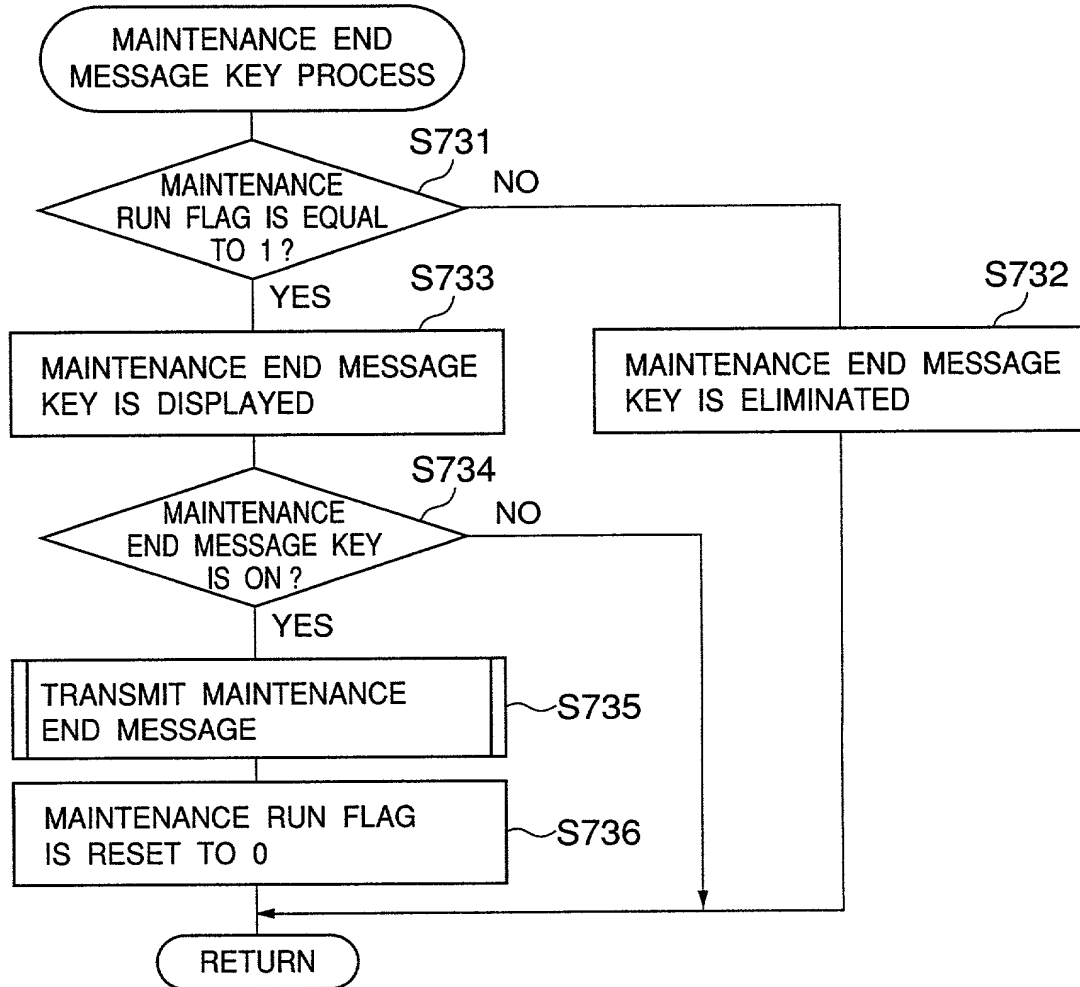 MAINTENANCE END
MESSAGE KEY PROCESS
S731
MAINTENANCE
RUN FLAG IS EQUAL
TO 1?
NO
YES
S733
S732
MAINTENANCE END MESSAGE
KEY IS DISPLAYED
MAINTENANCE END MESSAGE
KEY IS ELIMINATED
S734
MAINTENANCE
END MESSAGE KEY
IS ON?
NO
YES
TRANSMIT MAINTENANCE
END MESSAGE
S735
MAINTENANCE RUN FLAG
IS RESET TO 0
S736
RETURN